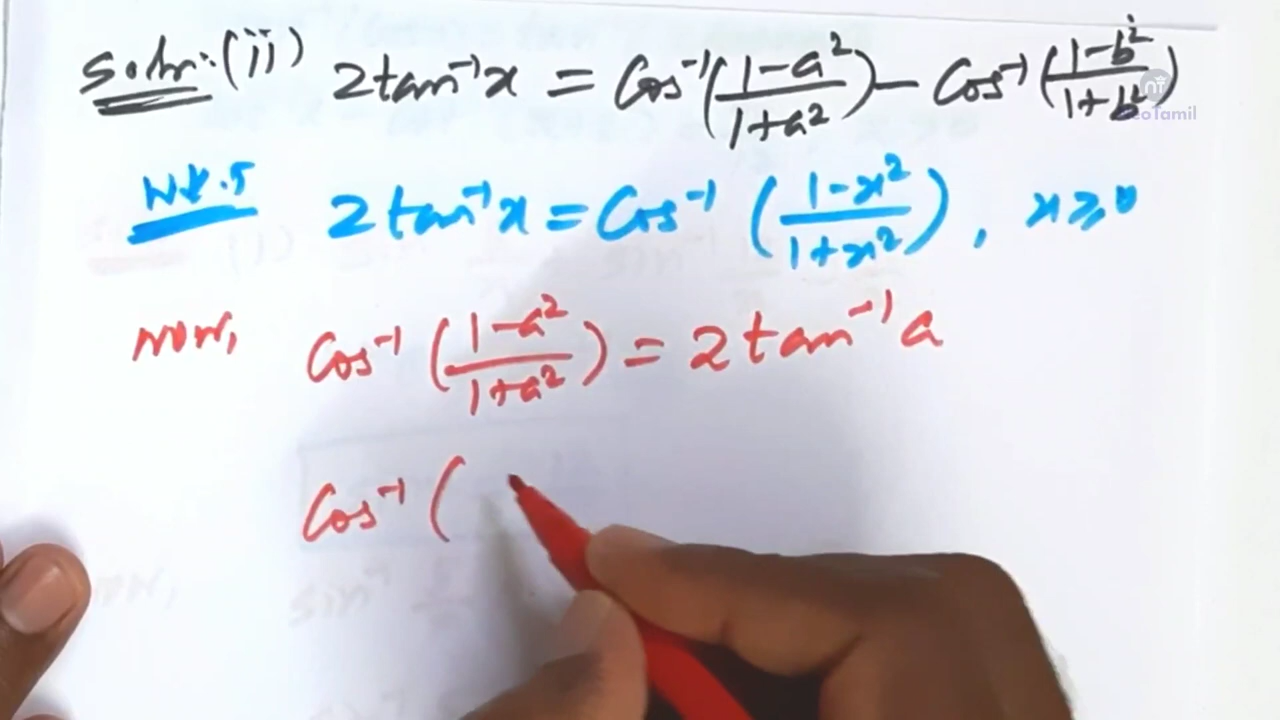 Soln:(ii) 2tan⁻¹x = Cos⁻¹((1-a²)/(1+a²)) - Cos⁻¹((1-b²)/(1+b²))
W.K.T 2tan⁻¹x = Cos⁻¹((1-x²)/(1+x²)), x≥0
Now, Cos⁻¹((1-a²)/(1+a²)) = 2tan⁻¹a
Cos⁻¹(